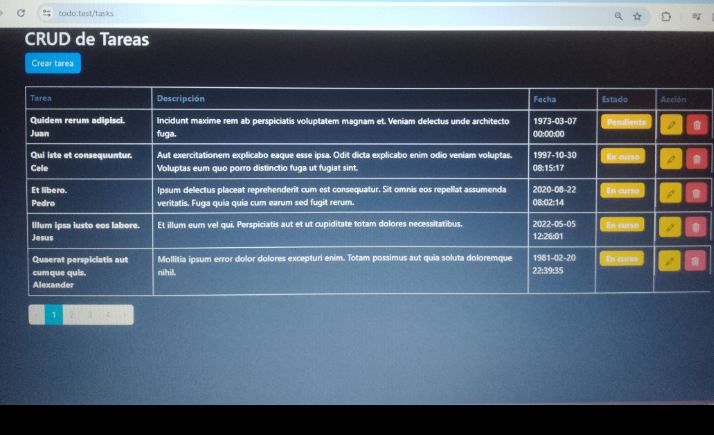 todo.test/tasks
CRUD de Tareas
Crear tarea
Tarea Descripción Fecha Estado Acción
Quidem rerum adipisci. Incidunt maxime rem ab perspiciatis voluptatem magnam et. Veniam delectus unde architecto 1973-03-07 Pendiente
Juan fuga. 00:00:00
Qui iste et consequuntur. Aut exercitationem explicabo eaque esse ipsa. Odit dicta explicabo enim odio veniam voluptas. 1997-10-30 En curso
Cele Voluptas eum quo porro distinctio fuga ut fugiat sint. 08:15:17
Et libero. Ipsum delectus placeat reprehenderit cum est consequatur. Sit omnis eos repellat assumenda 2020-08-22 En curso
Pedro veritatis. Fuga quia quia cum earum sed fugit rerum. 08:02:14
Illum ipsa iusto eos labore. Et illum eum vel qui. Perspiciatis aut et ut cupiditate totam dolores necessitatibus. 2022-05-05 En curso
Jesus 12:26:01
Quaerat perspiciatis aut Mollitia ipsum error dolor dolores excepturi enim. Totam possimus aut quia soluta doloremque 1981-02-20 En curso
cumque quis. nihil. 22:39:35
Alexander
1 2 3 4